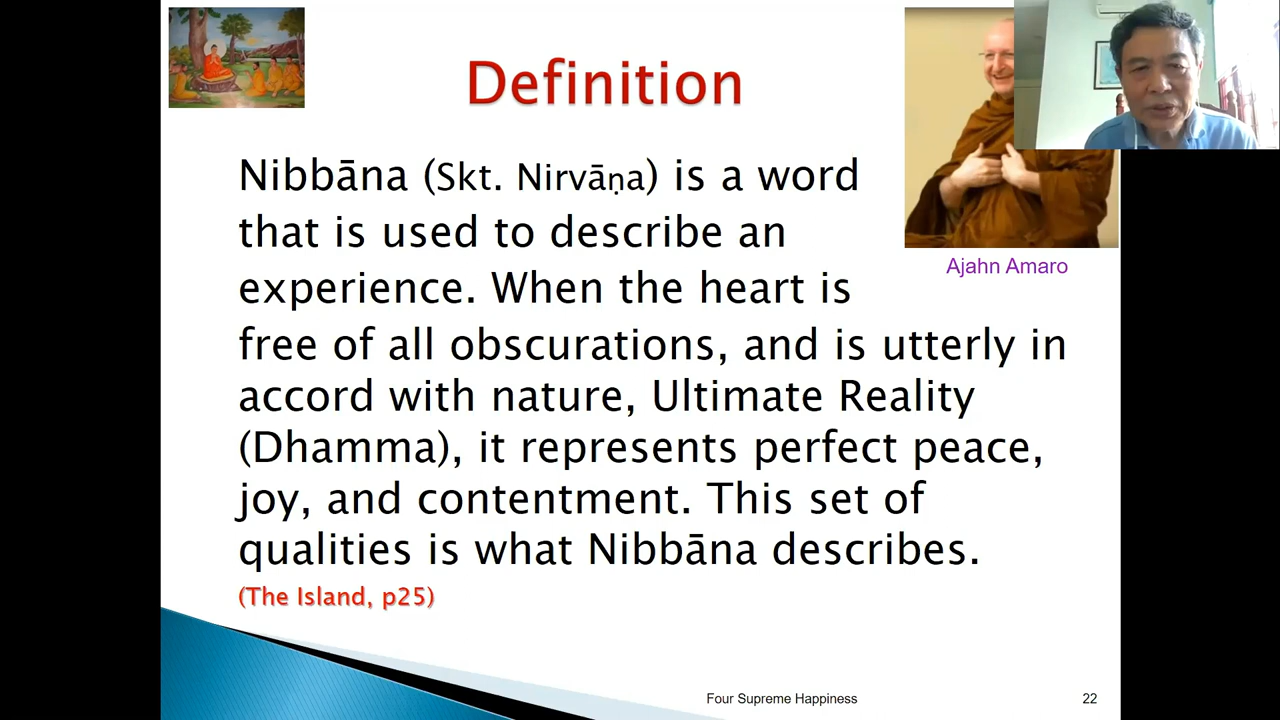 Definition
Nibbāna (Skt. Nirvāṇa) is a word
that is used to describe an
experience. When the heart is
free of all obscurations, and is utterly in
accord with nature, Ultimate Reality
(Dhamma), it represents perfect peace,
joy, and contentment. This set of
qualities is what Nibbāna describes.
(The Island, p25)
Ajahn Amaro
Four Supreme Happiness
22